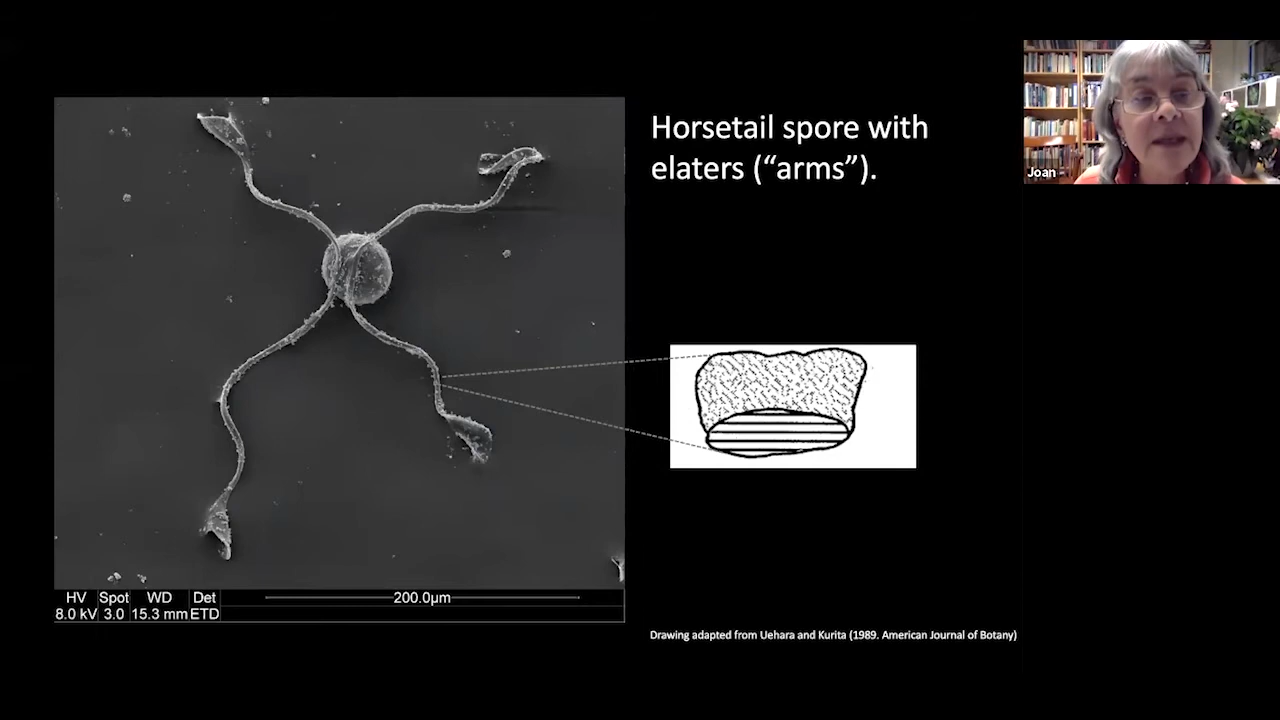 Horsetail spore with
elaters (“arms”).
Joan
HV Spot WD Det 200.0µm
8.0 kV 3.0 15.3 mm ETD
Drawing adapted from Uehara and Kurita (1989. American Journal of Botany)